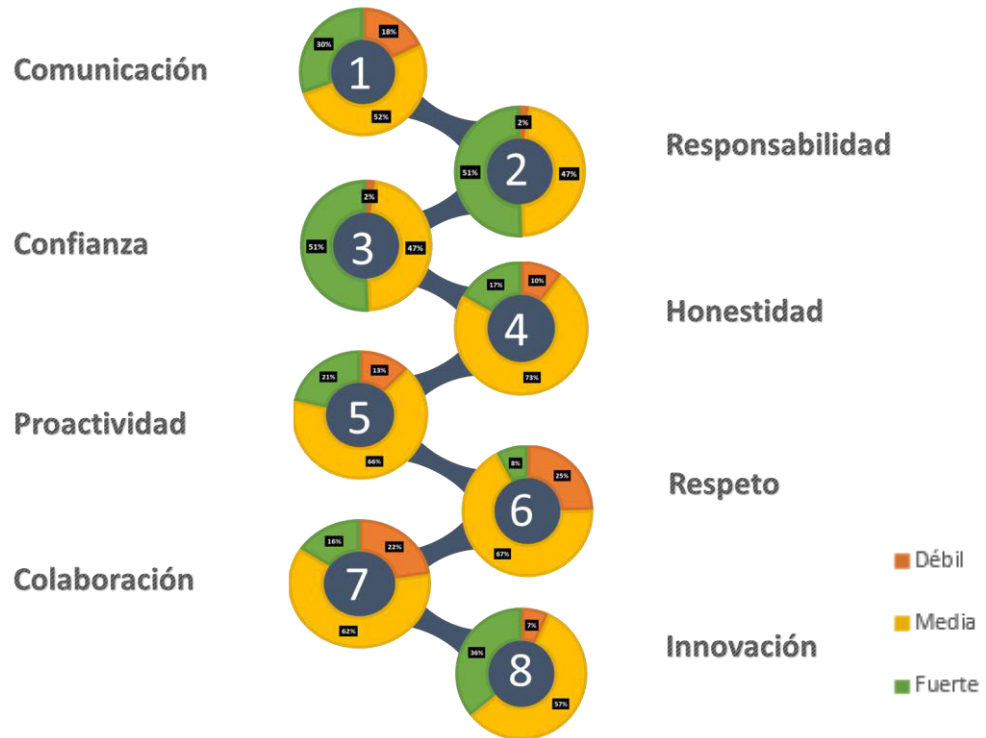 Comunicación
30%
18%
1
52%
2%
51%
2
47%
Responsabilidad
Confianza
2%
51%
3
47%
17%
10%
4
73%
Honestidad
Proactividad
21%
13%
5
66%
8%
25%
6
67%
Respeto
Colaboración
16%
22%
7
62%
7%
36%
8
57%
Innovación
Débil
Media
Fuerte